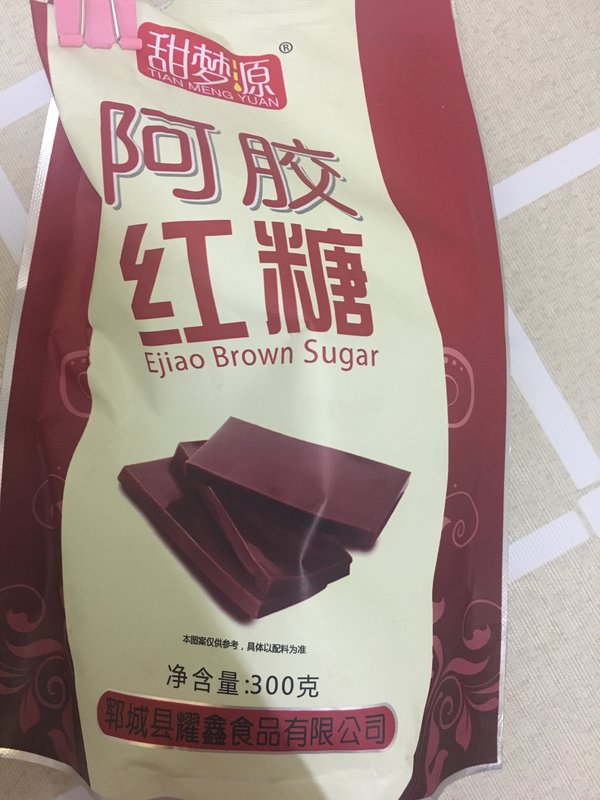 甜梦源®
TIAN MENG YUAN
阿胶
红糖
Ejiao Brown Sugar
本图案仅供参考，具体以配料为准
净含量:300克
郓城县耀鑫食品有限公司